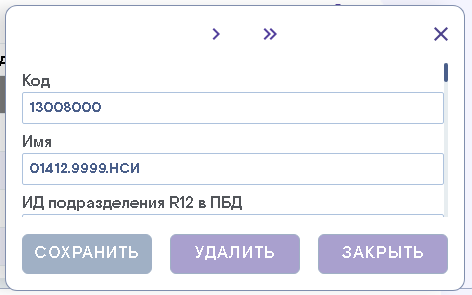 Код
13008000
Имя
01412.9999.НСИ
ИД подразделения R12 в ПБД
СОХРАНИТЬ
УДАЛИТЬ
ЗАКРЫТЬ